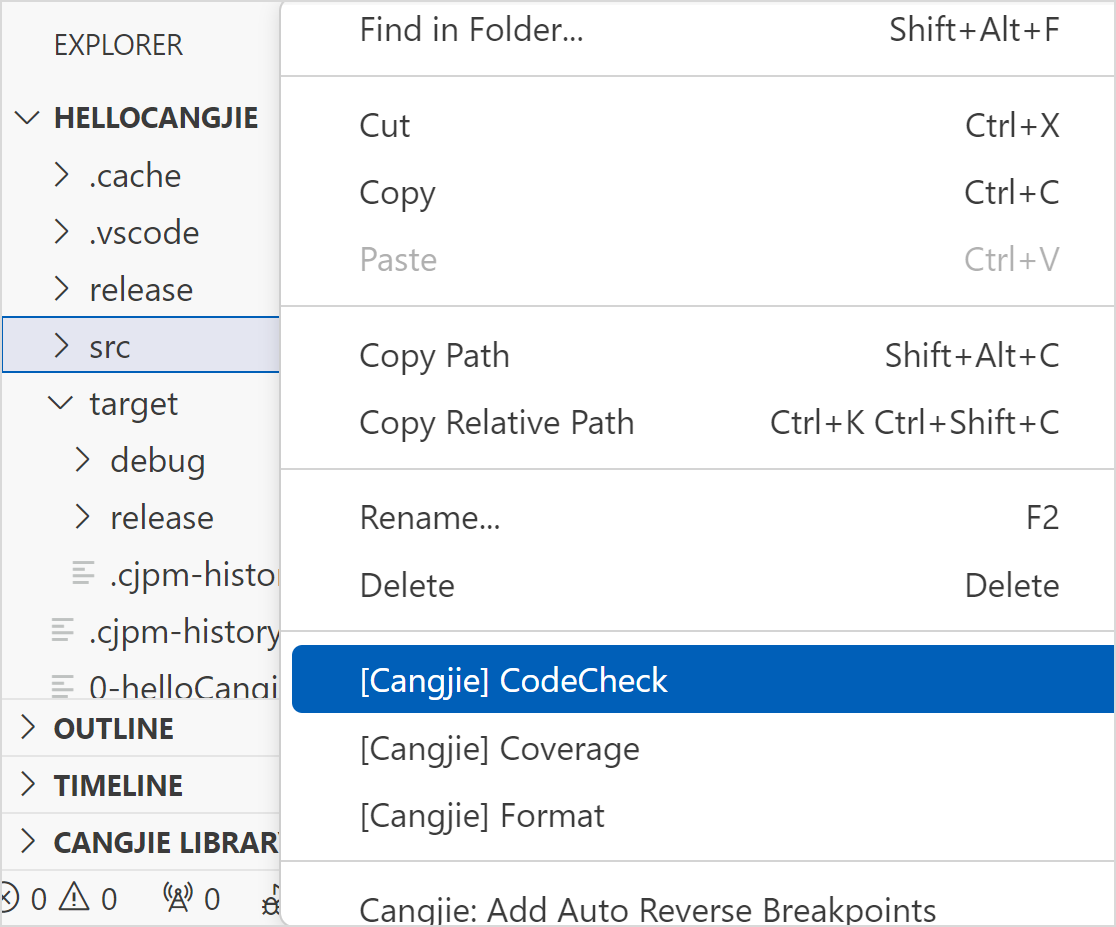 EXPLORER
HELLOCANGJIE
.cache
.vscode
release
src
target
debug
release
.cjpm-histor
.cjpm-history
0-helloCangji
OUTLINE
TIMELINE
CANGJIE LIBRAR
0 0 0
Find in Folder... Shift+Alt+F
Cut Ctrl+X
Copy Ctrl+C
Paste Ctrl+V
Copy Path Shift+Alt+C
Copy Relative Path Ctrl+K Ctrl+Shift+C
Rename... F2
Delete Delete
[Cangjie] CodeCheck
[Cangjie] Coverage
[Cangjie] Format
Cangjie: Add Auto Reverse Breakpoints